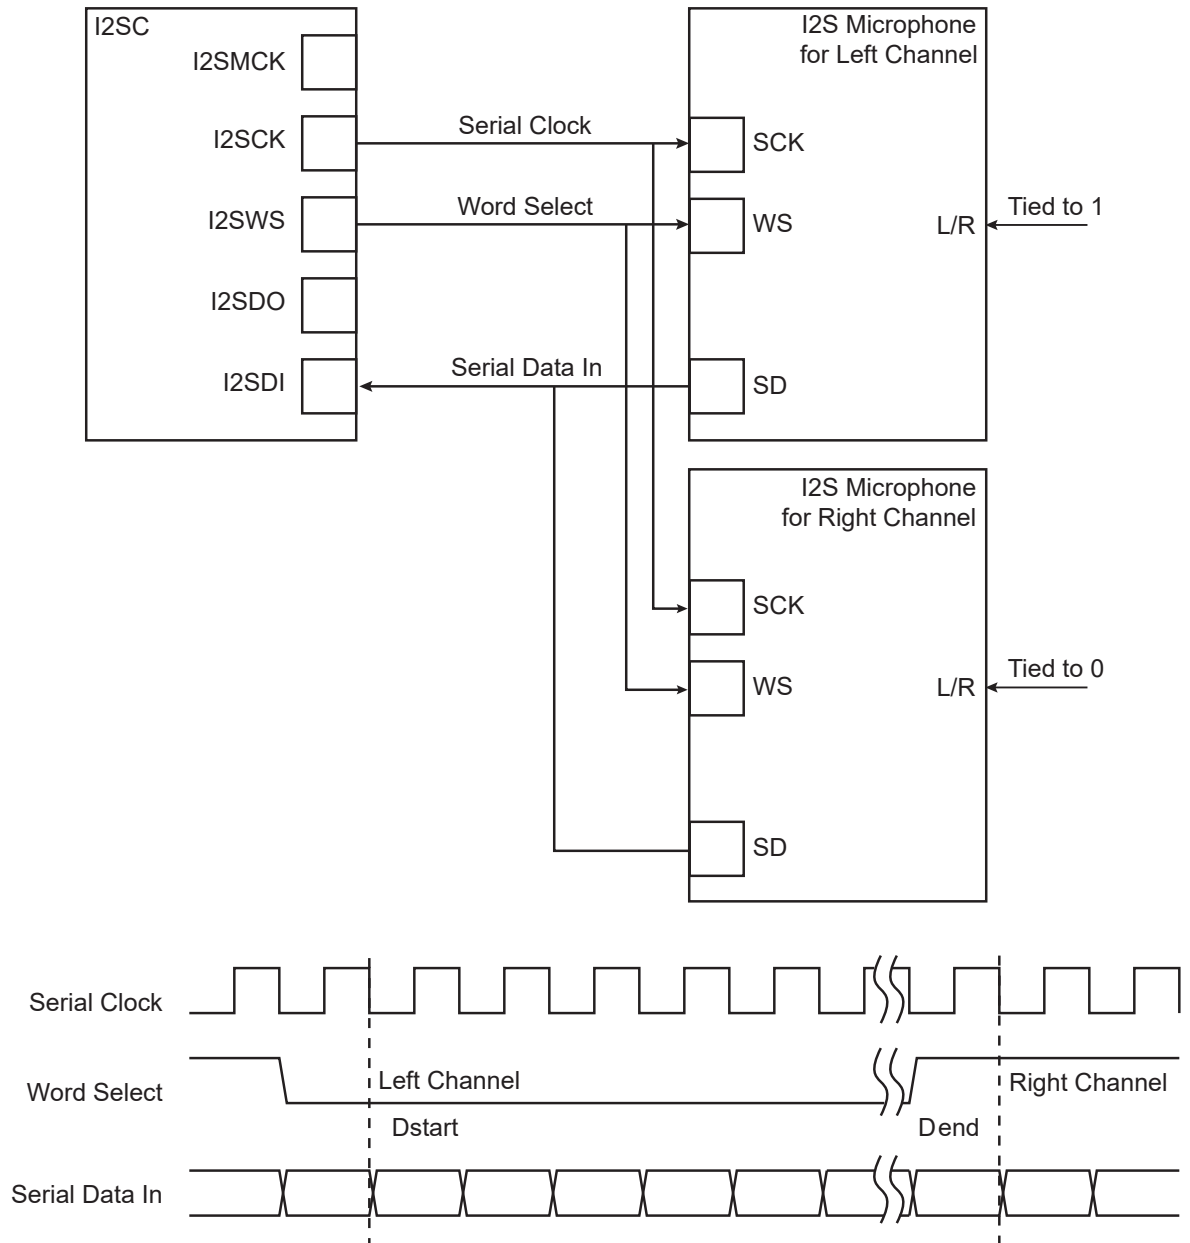 I2SC
I2SMCK
I2SCK
I2SWS
I2SDO
I2SDI
Serial Clock
Word Select
Serial Data In
I2S Microphone
for Left Channel
SCK
WS
L/R
Tied to 1
SD
I2S Microphone
for Right Channel
SCK
WS
L/R
Tied to 0
SD
Serial Clock
Word Select
Left Channel
Right Channel
Dstart
Dend
Serial Data In